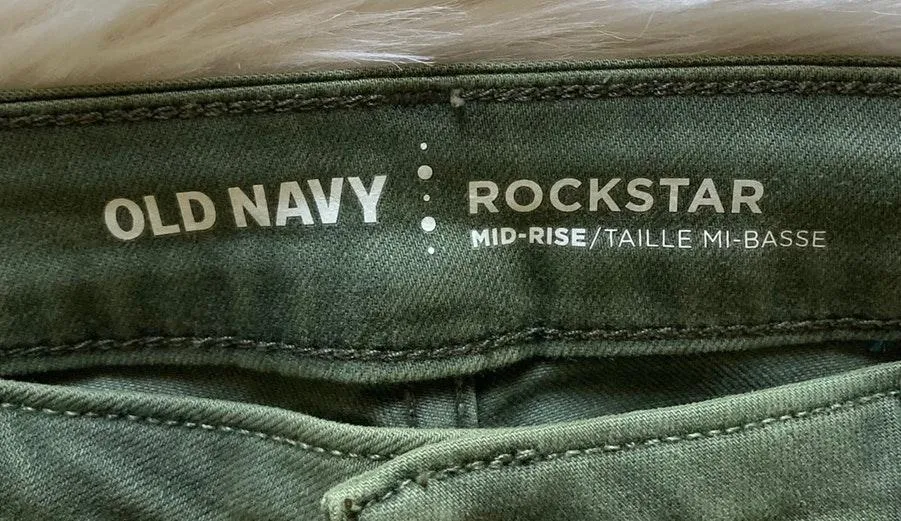 OLD NAVY
ROCKSTAR
MID-RISE/TAILLE MI-BASSE